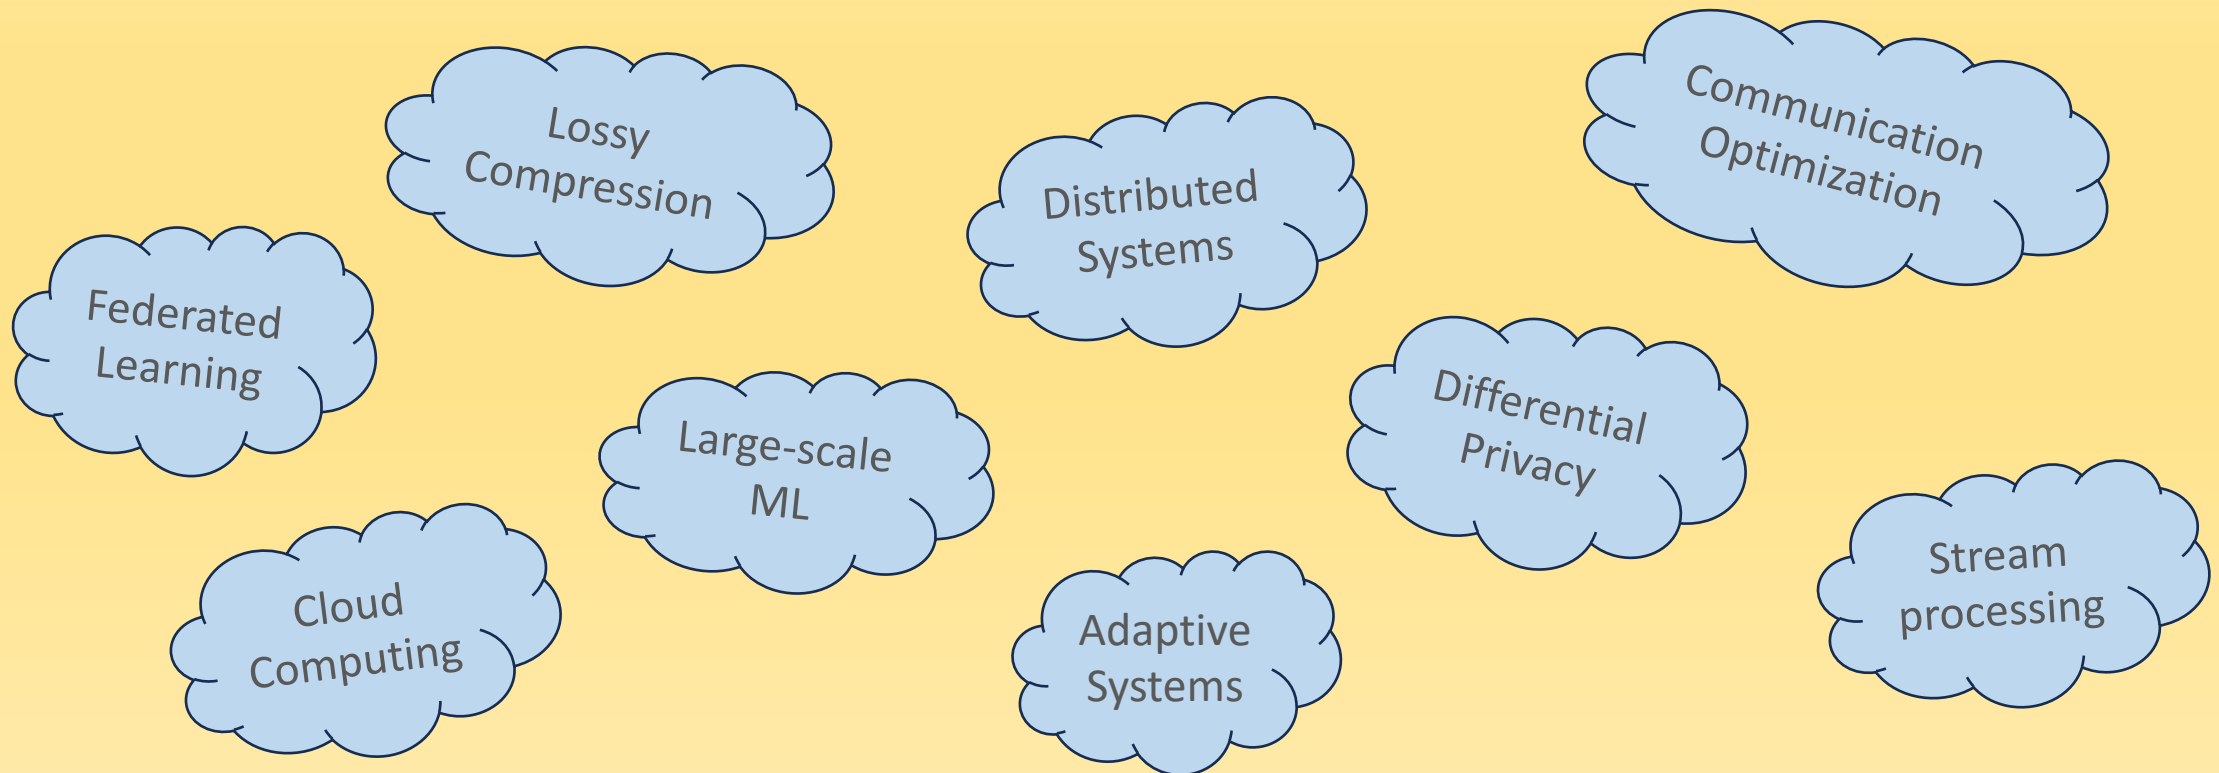 Lossy
Compression
Distributed
Systems
Communication
Optimization
Federated
Learning
Large-scale
ML
Differential
Privacy
Cloud
Computing
Adaptive
Systems
Stream
processing